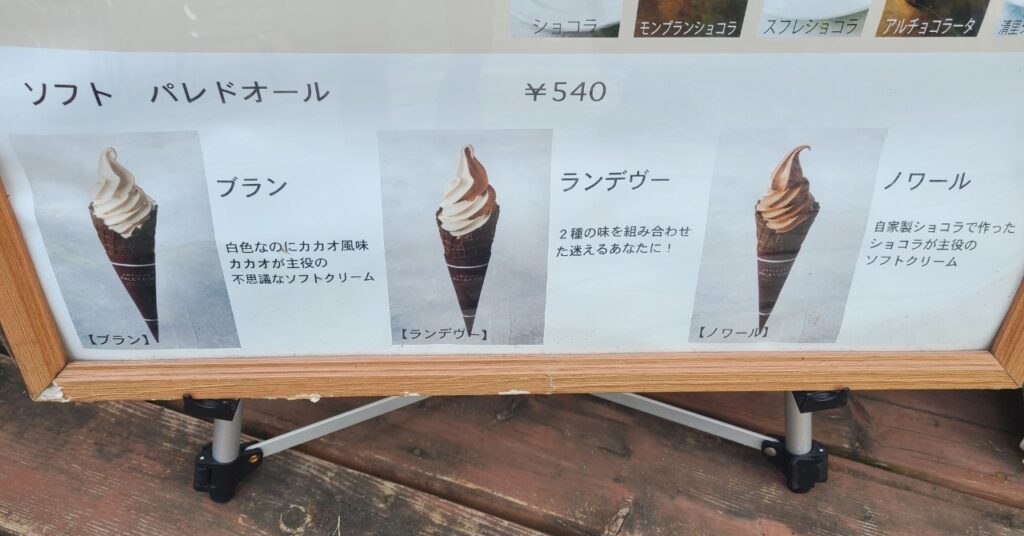 ショコラ
モンブランショコラ
スフレショコラ
アルチョコラータ
清里
ソフト パレドオール ¥540
ブラン
白色なのにカカオ風味
カカオが主役の
不思議なソフトクリーム
【ブラン】
ランデヴー
2種の味を組み合わせ
た迷えるあなたに!
【ランデヴー】
ノワール
自家製ショコラで作った
ショコラが主役の
ソフトクリーム
【ノワール】